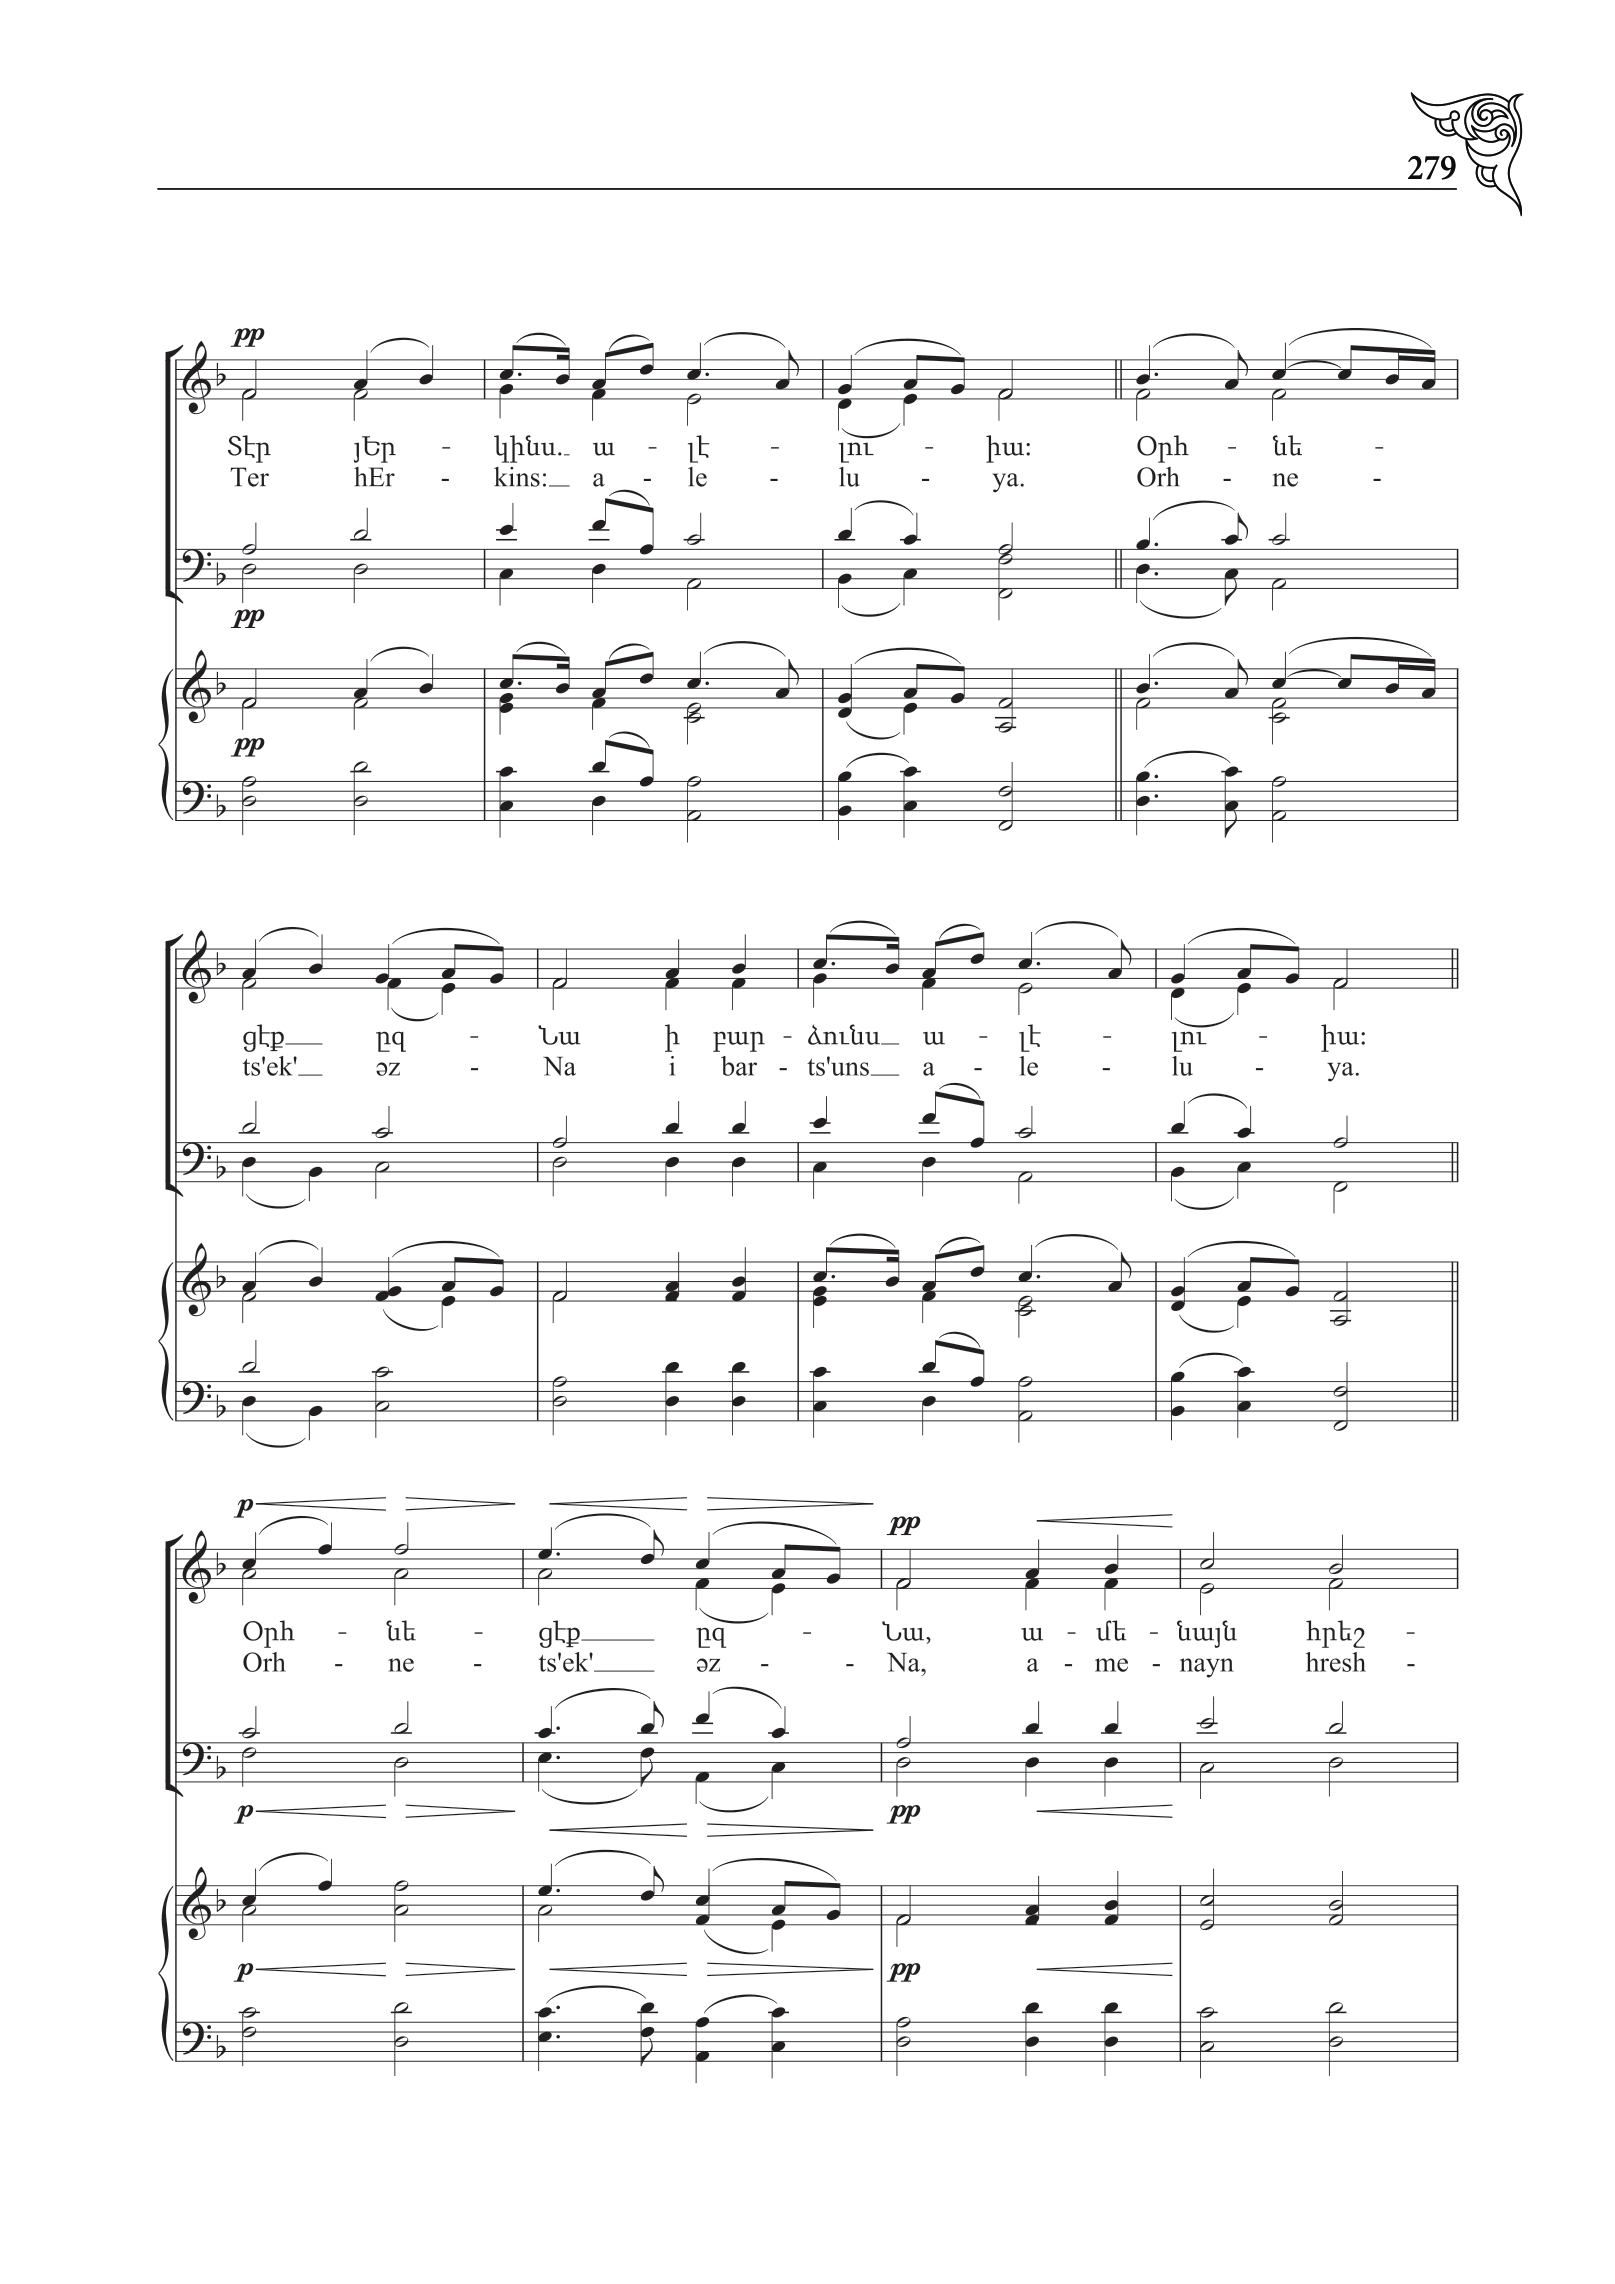 279
pp
Տէր յԵր - կինս. ա - լէ - լու - իա: Օրհ - նե -
Ter hEr - kins: a - le - lu - ya. Orh - ne -
pp
pp
ցէք ըզ - Նա ի բար - ձունս ա - լէ - լու - իա:
ts'ek' əz - Na i bar - ts'uns a - le - lu - ya.
p pp
Օրհ - նե - ցէք ըզ - Նա, ա - մե - նայն հրեշ -
Orh - ne - ts'ek' əz - - Na, a - me - nayn hresh -
p pp
p pp